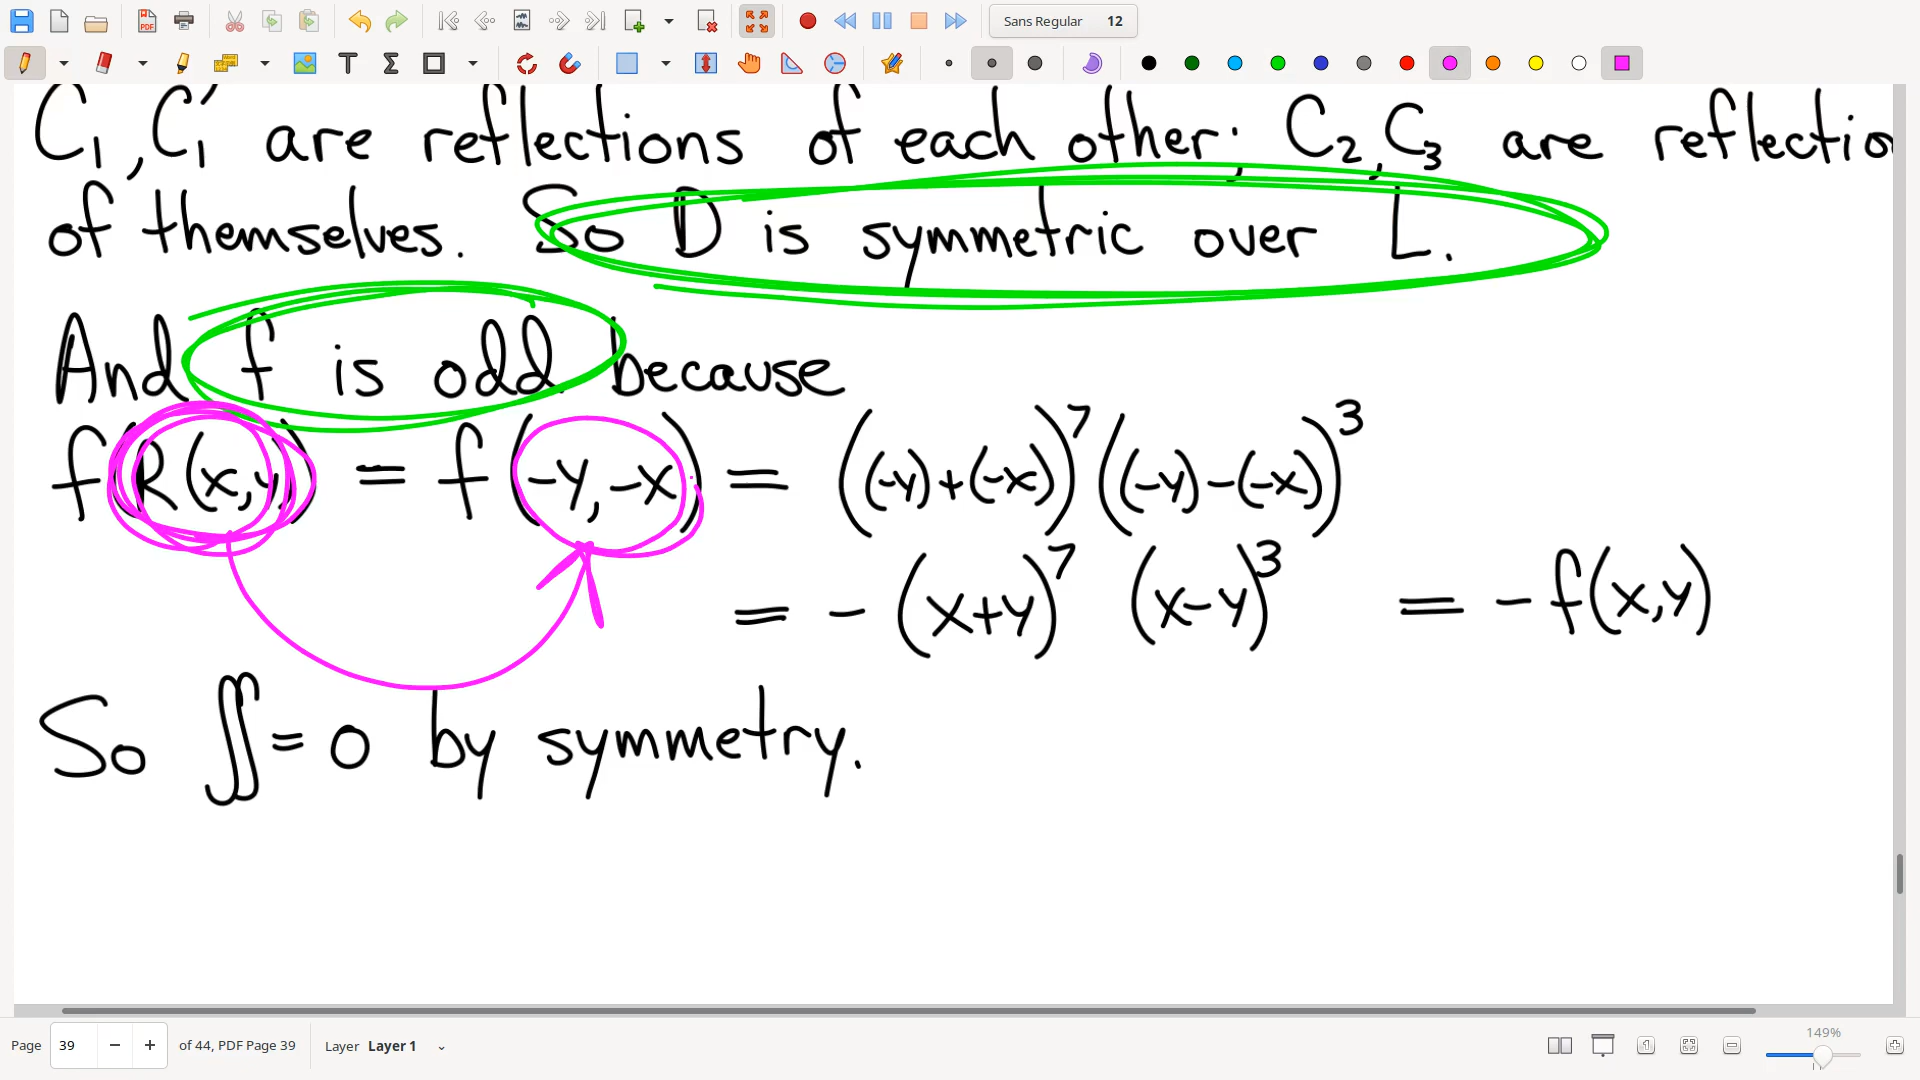 Sans Regular 12
C₁, C₁' are reflections of each other; C₂, C₃ are reflectio
of themselves. So D is symmetric over L.
And f is odd because
f(R(x,y)) = f(-y,-x) = ((-y)+(-x))⁷((-y)-(-x))³
= -(x+y)⁷ (x-y)³ = -f(x,y)
So ∬ = 0 by symmetry.
149%
Page 39 − + of 44, PDF Page 39 Layer Layer 1